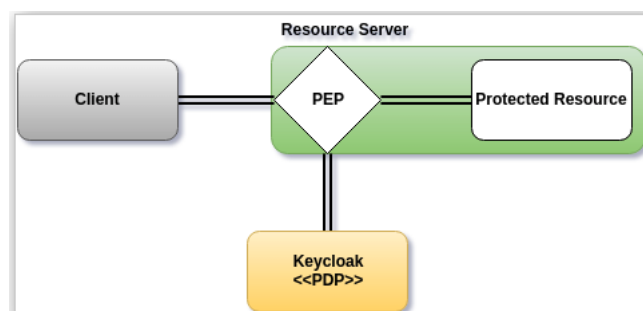 Resource Server
Client
PEP
Protected Resource
Keycloak
<<PDP>>